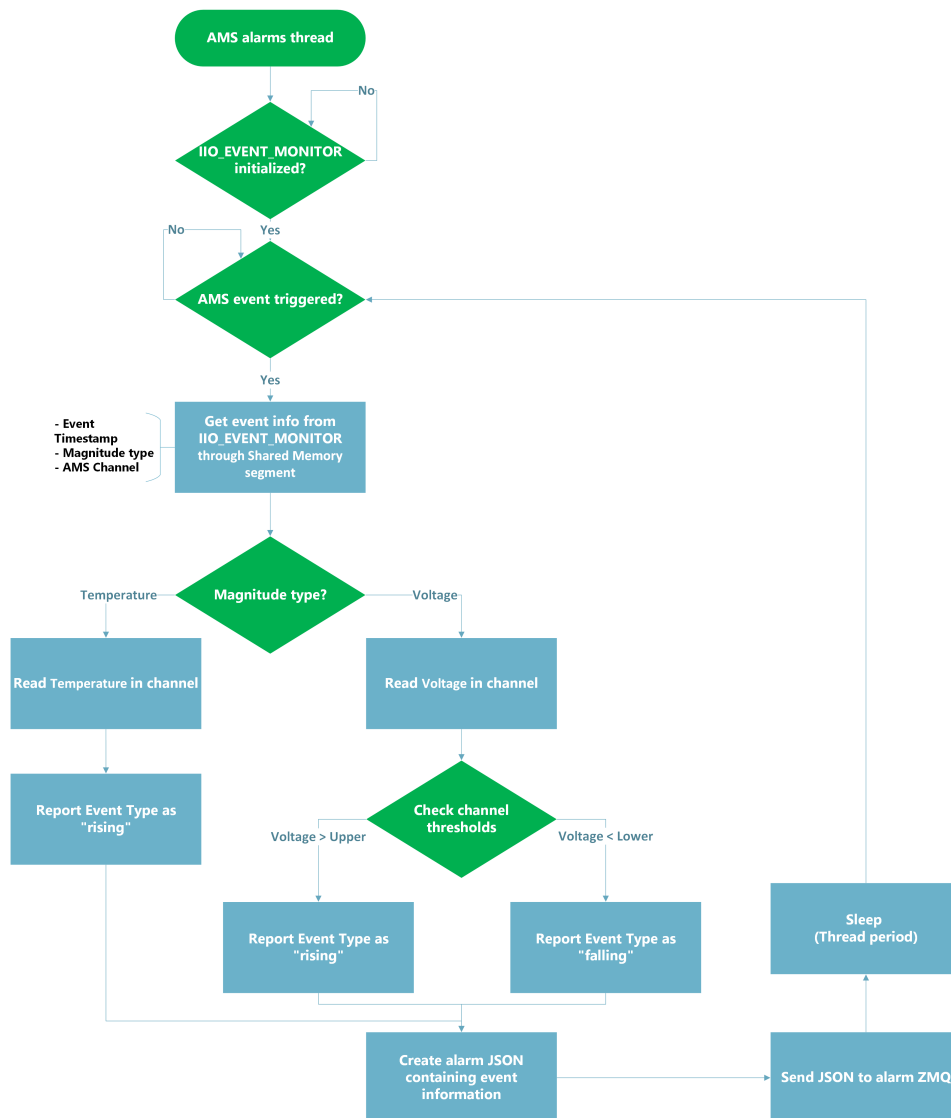 AMS alarms thread
No
IIO_EVENT_MONITOR
initialized?
Yes
No
AMS event triggered?
Yes
- Event
Timestamp
- Magnitude type
- AMS Channel
Get event info from
IIO_EVENT_MONITOR
through Shared Memory
segment
Temperature
Magnitude type?
Voltage
Read Temperature in channel
Read Voltage in channel
Report Event Type as
"rising"
Check channel
thresholds
Voltage > Upper
Voltage < Lower
Report Event Type as
"rising"
Report Event Type as
"falling"
Sleep
(Thread period)
Create alarm JSON
containing event
information
Send JSON to alarm ZMQ